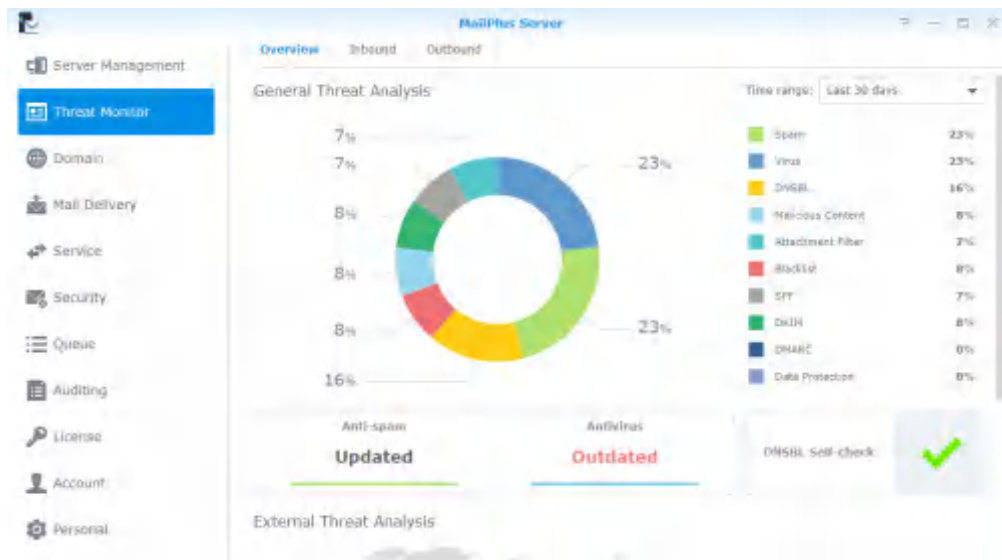 MailPlus Server
Server Management
Threat Monitor
Domain
Mail Delivery
Service
Security
Queue
Auditing
License
Account
Personal
Overview Inbound Outbound
General Threat Analysis
Time range: Last 30 days
7%
7%
8%
8%
8%
16%
23%
23%
Spam 23%
Virus 23%
DNSBL 16%
Malicious Content 8%
Attachment Filter 7%
Blacklist 8%
SPF 7%
DKIM 8%
DMARC 0%
Data Protection 0%
Anti-spam
Updated
Antivirus
Outdated
DNSBL Self-check
External Threat Analysis